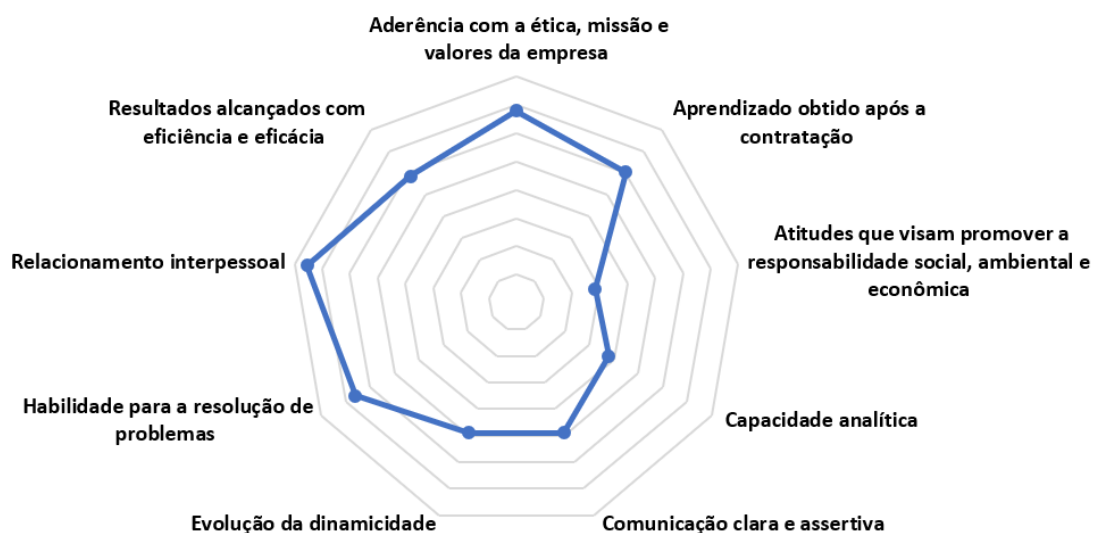 Aderência com a ética, missão e
valores da empresa
Aprendizado obtido após a
contratação
Atitudes que visam promover a
responsabilidade social, ambiental e
econômica
Capacidade analítica
Comunicação clara e assertiva
Evolução da dinamicidade
Habilidade para a resolução de
problemas
Relacionamento interpessoal
Resultados alcançados com
eficiência e eficácia